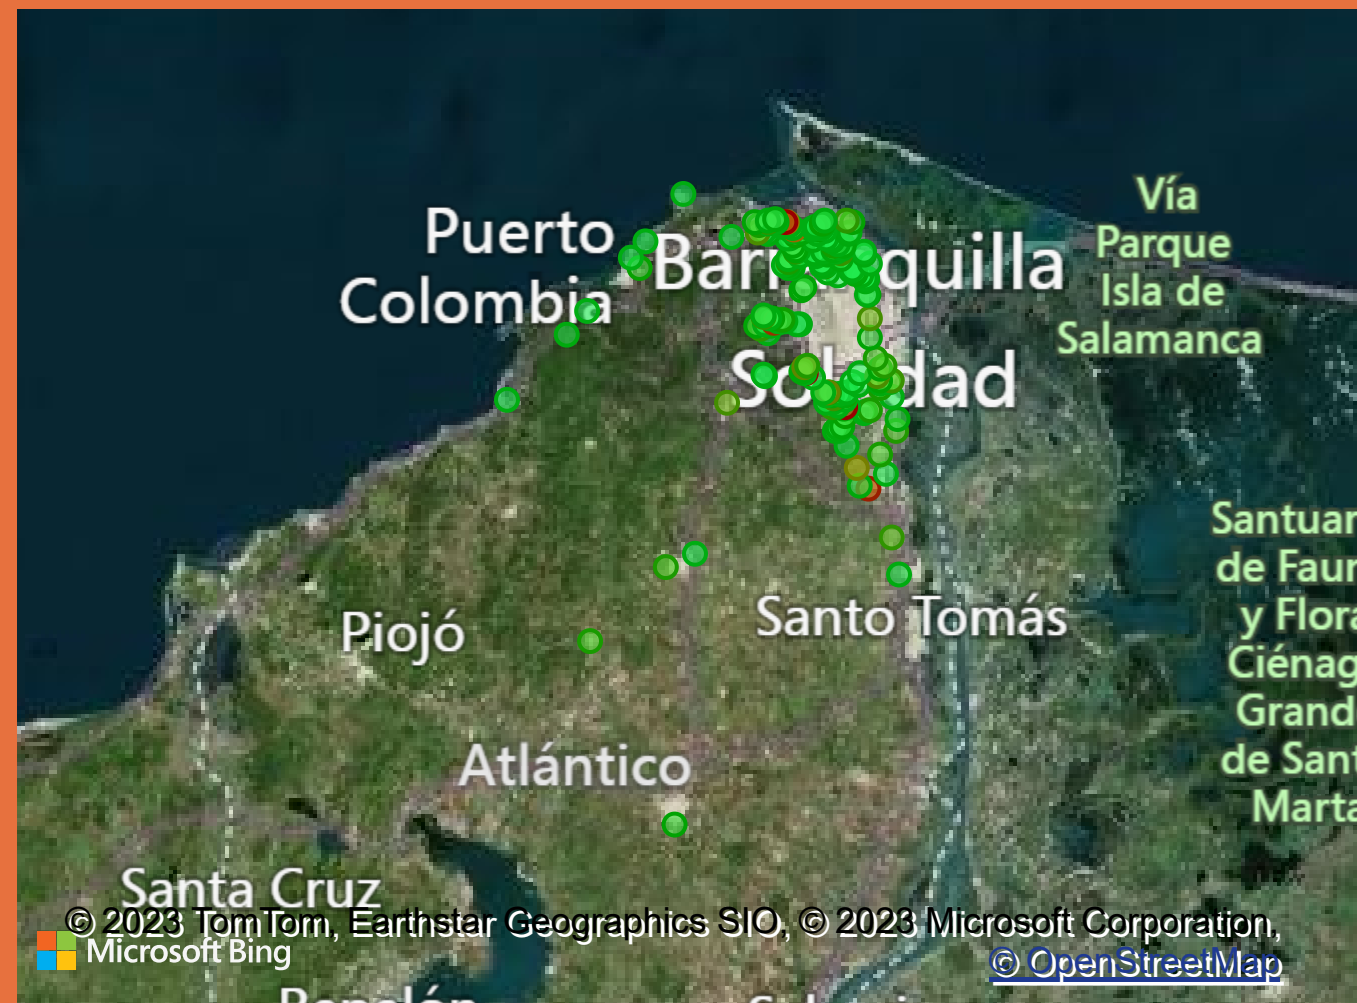 Vía
Parque
Isla de
Salamanca
Puerto
Colombia
Barranquilla
Soledad
Santuar
de Faun
y Flora
Ciénag
Grand
de Sant
Marta
Piojó
Santo Tomás
Atlántico
Santa Cruz
© 2023 TomTom, Earthstar Geographics SIO, © 2023 Microsoft Corporation,
Microsoft Bing
© OpenStreetMap